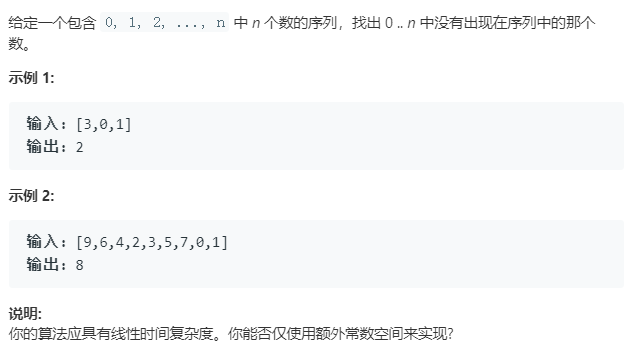 给定一个包含 0, 1, 2, ..., n 中 n 个数的序列，找出 0 .. n 中没有出现在序列中的那个
数。
示例 1:
输入: [3,0,1]
输出: 2
示例 2:
输入: [9,6,4,2,3,5,7,0,1]
输出: 8
说明:
你的算法应具有线性时间复杂度。你能否仅使用额外常数空间来实现?